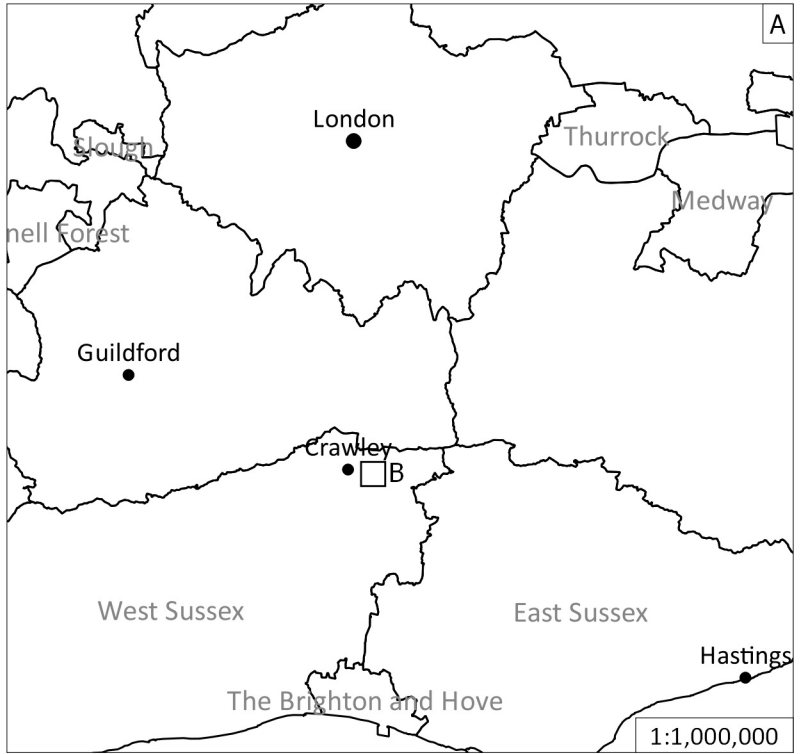 A
London
Thurrock
Slough
Medway
nell Forest
Guildford
Crawley
B
West Sussex
East Sussex
Hastings
The Brighton and Hove
1:1,000,000